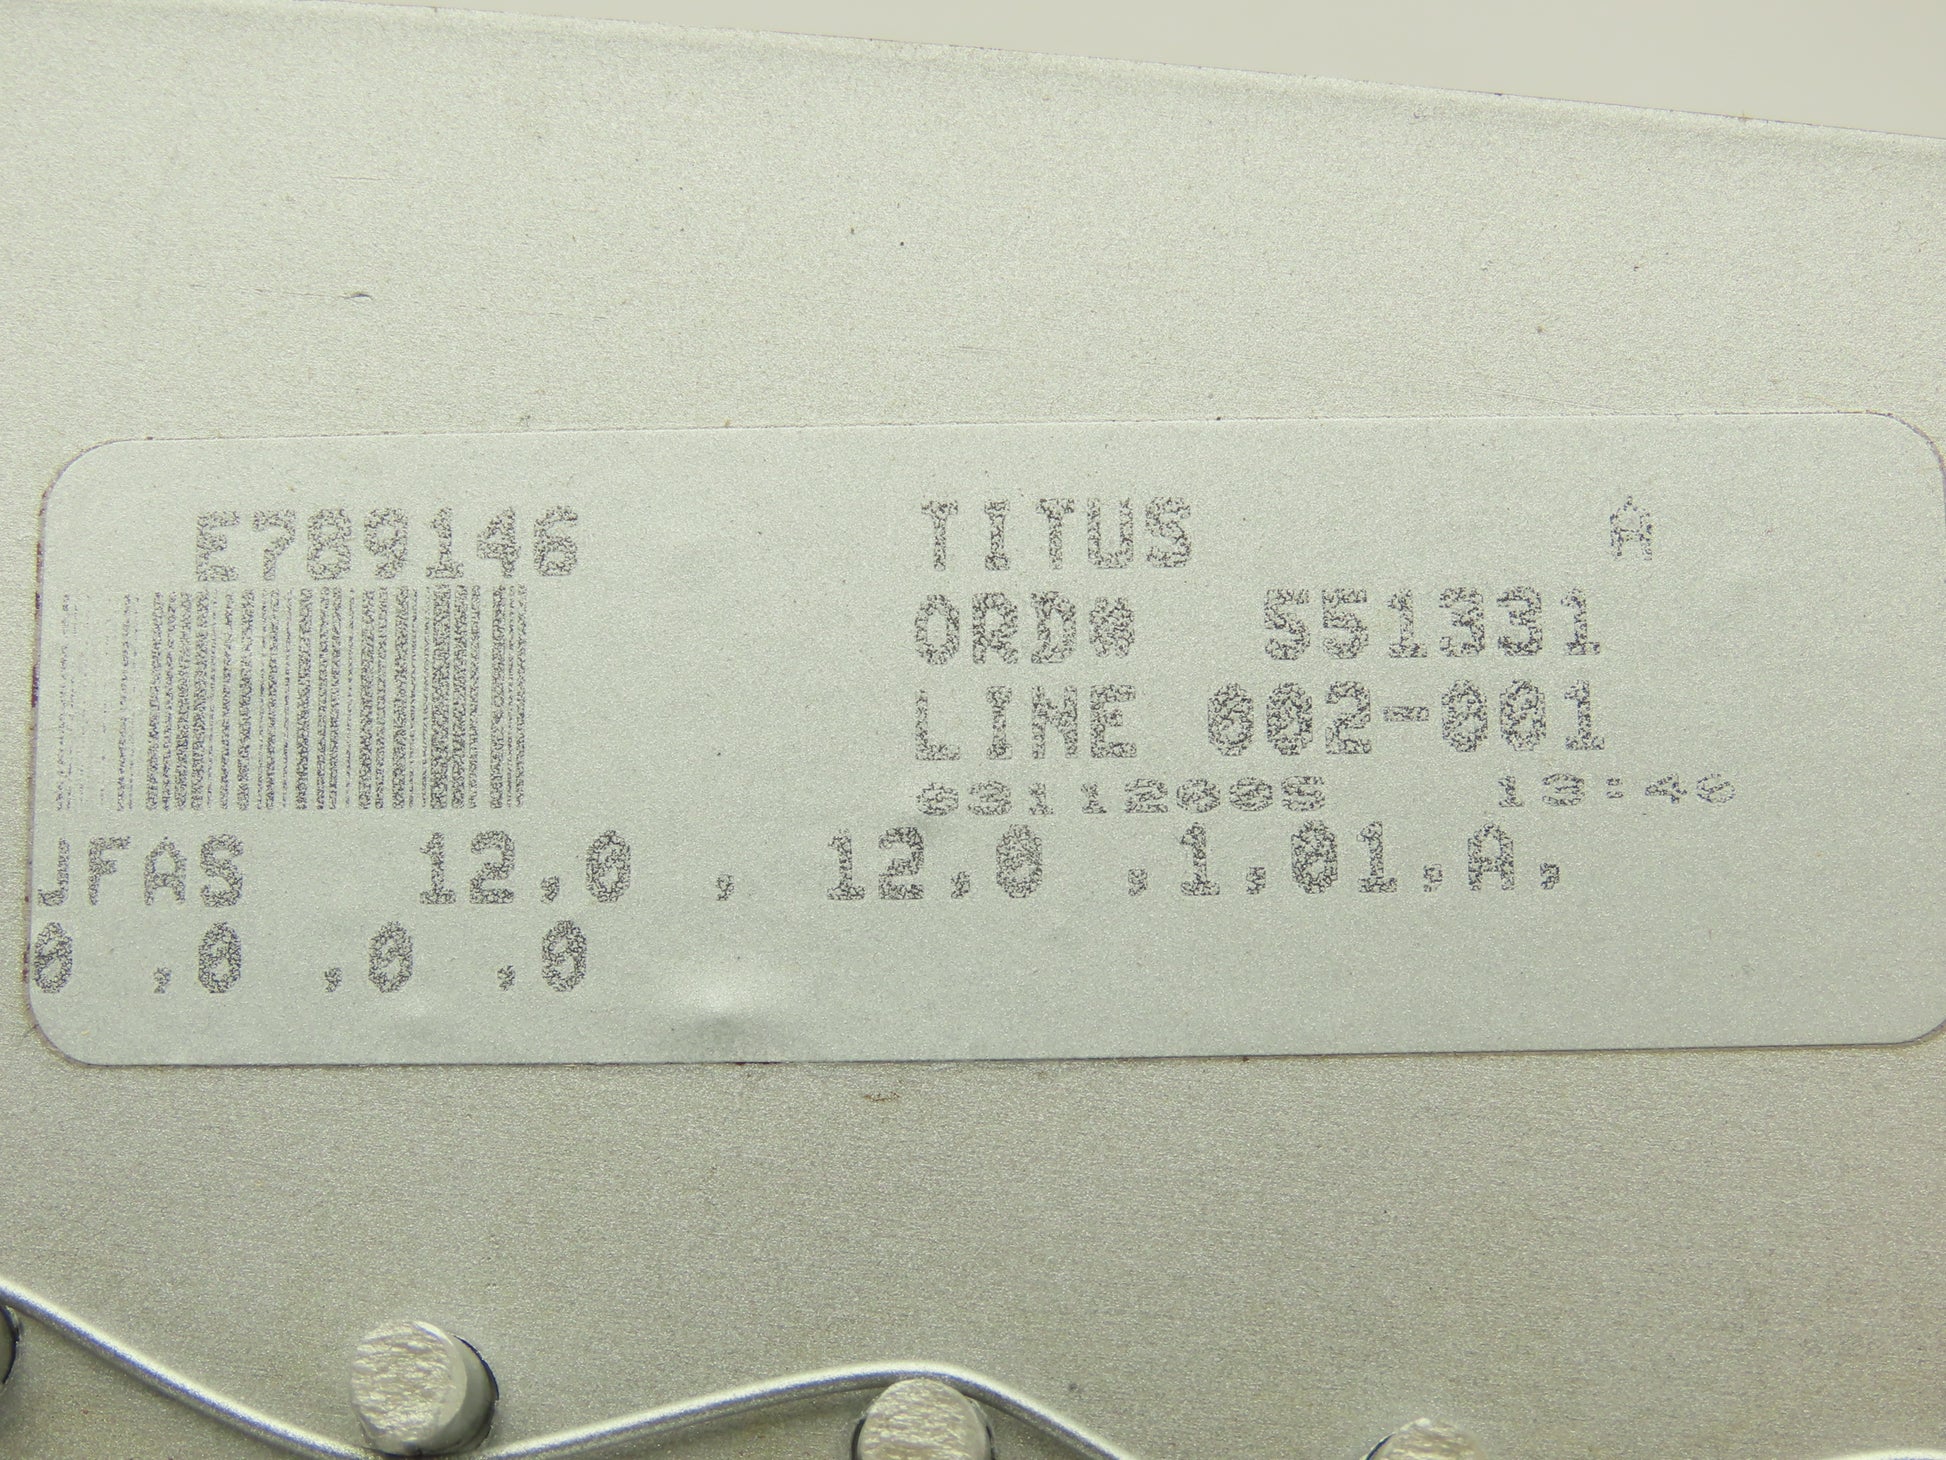 E789146
TITUS A
ORD# 551331
LINE 002-001
03112005 13:46
JFAS 12.0 , 12.0 ,1.01.A.
0 .0 .0 .0